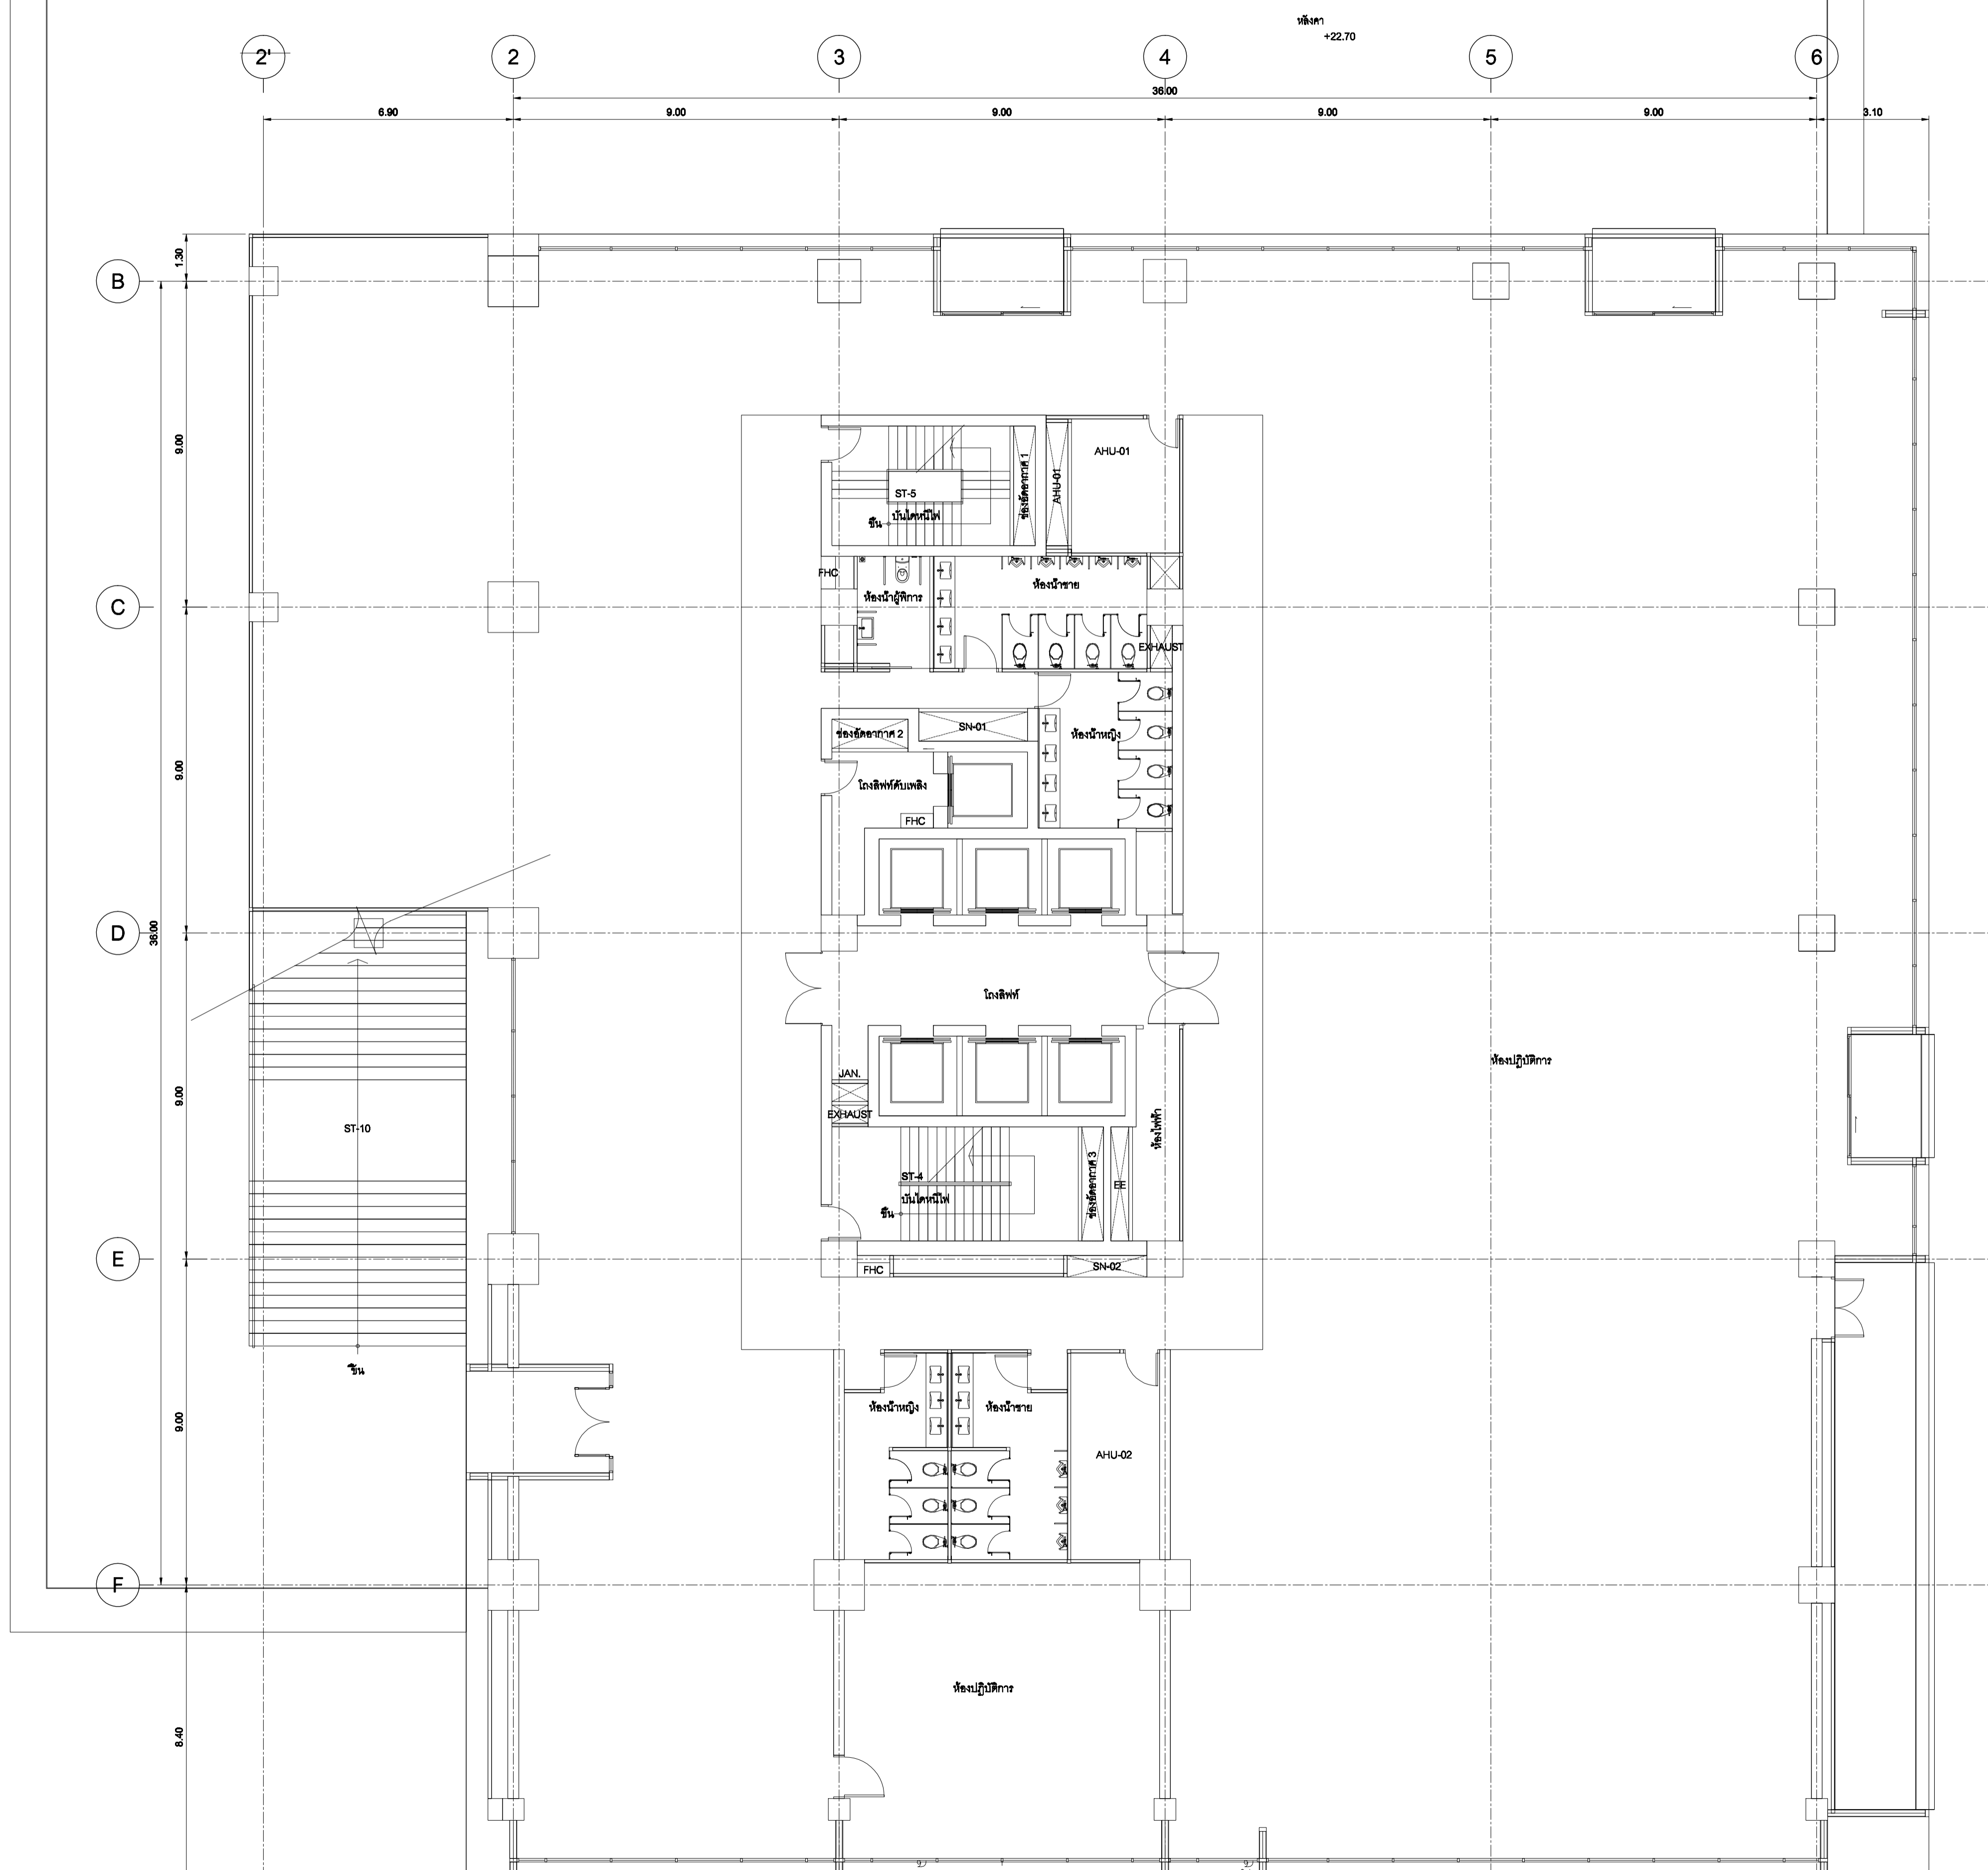 หลังคา
+22.70
2'
2
3
4
5
6
36.00
6.90
9.00
9.00
9.00
9.00
3.10
1.30
B
9.00
AHU-01
ช่องอัดอากาศ 1
AHU-01
ST-5
บันไดหนีไฟ
ขึ้น
FHC
ห้องน้ำชาย
ห้องน้ำผู้พิการ
C
EXHAUST
SN-01
ช่องอัดอากาศ 2
ห้องน้ำหญิง
9.00
โถงลิฟท์ดับเพลิง
FHC
D
36.00
โถงลิฟท์
ห้องปฏิบัติการ
JAN.
9.00
EXHAUST
ห้องไฟฟ้า
ST-10
ST-4
ช่องอัดอากาศ 3
EE
บันไดหนีไฟ
ขึ้น
E
FHC
SN-02
ขึ้น
ห้องน้ำหญิง
ห้องน้ำชาย
9.00
AHU-02
F
ห้องปฏิบัติการ
8.40